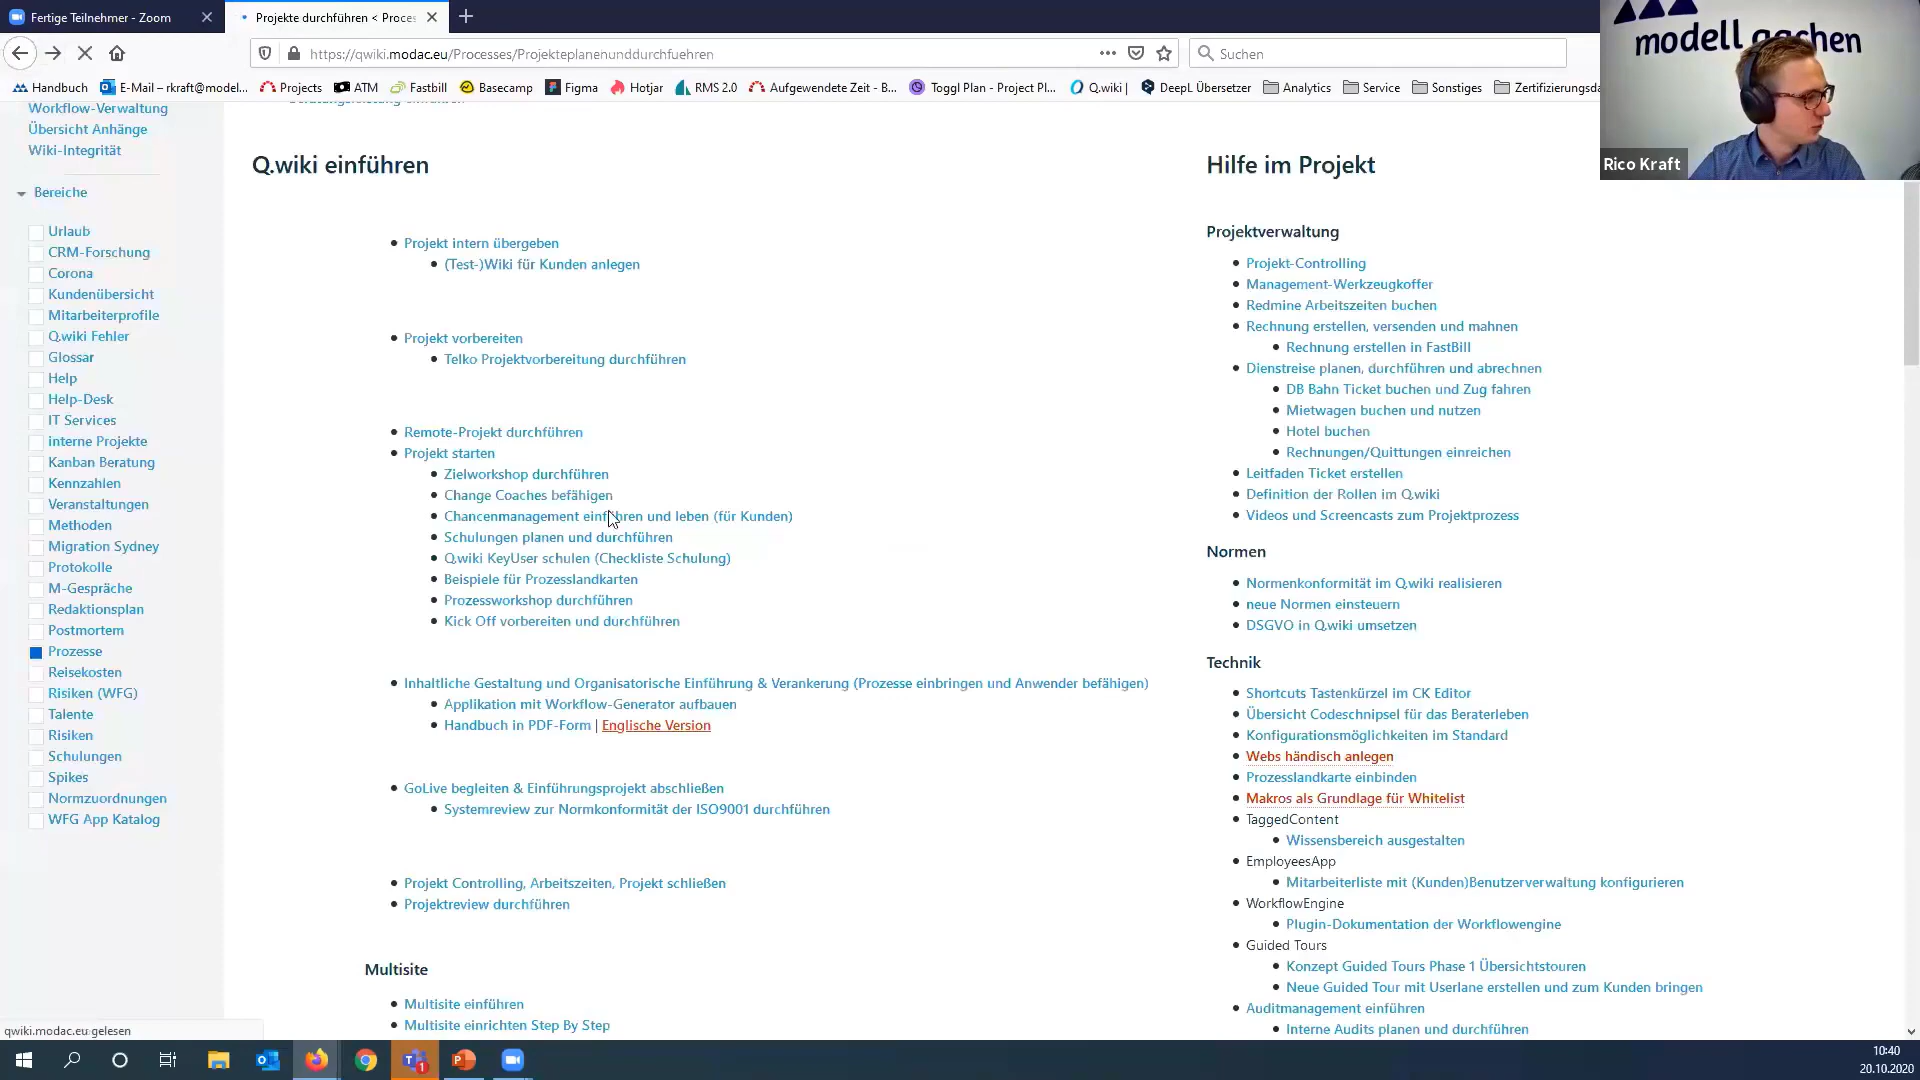 Fertige Teilnehmer - Zoom
Projekte durchführen < Proces
https://qwiki.modac.eu/Processes/Projekteplanenunddurchfuehren
Suchen
Handbuch
E-Mail – rkraft@model...
Projects
ATM
Fastbill
Basecamp
Figma
Hotjar
RMS 2.0
Aufgewendete Zeit - B...
Toggl Plan - Project Pl...
Q.wiki |
DeepL Übersetzer
Analytics
Service
Sonstiges
Zertifizierungsda
modell aachen
Rico Kraft
Workflow-Verwaltung
Übersicht Anhänge
Wiki-Integrität
Bereiche
Urlaub
CRM-Forschung
Corona
Kundenübersicht
Mitarbeiterprofile
Q.wiki Fehler
Glossar
Help
Help-Desk
IT Services
interne Projekte
Kanban Beratung
Kennzahlen
Veranstaltungen
Methoden
Migration Sydney
Protokolle
M-Gespräche
Redaktionsplan
Postmortem
Prozesse
Reisekosten
Risiken (WFG)
Talente
Risiken
Schulungen
Spikes
Normzuordnungen
WFG App Katalog
Q.wiki einführen
Projekt intern übergeben
(Test-)Wiki für Kunden anlegen
Projekt vorbereiten
Telko Projektvorbereitung durchführen
Remote-Projekt durchführen
Projekt starten
Zielworkshop durchführen
Change Coaches befähigen
Chancenmanagement einführen und leben (für Kunden)
Schulungen planen und durchführen
Q.wiki KeyUser schulen (Checkliste Schulung)
Beispiele für Prozesslandkarten
Prozessworkshop durchführen
Kick Off vorbereiten und durchführen
Inhaltliche Gestaltung und Organisatorische Einführung & Verankerung (Prozesse einbringen und Anwender befähigen)
Applikation mit Workflow-Generator aufbauen
Handbuch in PDF-Form | Englische Version
GoLive begleiten & Einführungsprojekt abschließen
Systemreview zur Normkonformität der ISO9001 durchführen
Projekt Controlling, Arbeitszeiten, Projekt schließen
Projektreview durchführen
Multisite
Multisite einführen
Multisite einrichten Step By Step
Hilfe im Projekt
Projektverwaltung
Projekt-Controlling
Management-Werkzeugkoffer
Redmine Arbeitszeiten buchen
Rechnung erstellen, versenden und mahnen
Rechnung erstellen in FastBill
Dienstreise planen, durchführen und abrechnen
DB Bahn Ticket buchen und Zug fahren
Mietwagen buchen und nutzen
Hotel buchen
Rechnungen/Quittungen einreichen
Leitfaden Ticket erstellen
Definition der Rollen im Q.wiki
Videos und Screencasts zum Projektprozess
Normen
Normenkonformität im Q.wiki realisieren
neue Normen einsteuern
DSGVO in Q.wiki umsetzen
Technik
Shortcuts Tastenkürzel im CK Editor
Übersicht Codeschnipsel für das Beraterleben
Konfigurationsmöglichkeiten im Standard
Webs händisch anlegen
Prozesslandkarte einbinden
Makros als Grundlage für Whitelist
TaggedContent
Wissensbereich ausgestalten
EmployeesApp
Mitarbeiterliste mit (Kunden)Benutzerverwaltung konfigurieren
WorkflowEngine
Plugin-Dokumentation der Workflowengine
Guided Tours
Konzept Guided Tours Phase 1 Übersichtstouren
Neue Guided Tour mit Userlane erstellen und zum Kunden bringen
Auditmanagement einführen
Interne Audits planen und durchführen
qwiki.modac.eu gelesen
10:40
20.10.2020